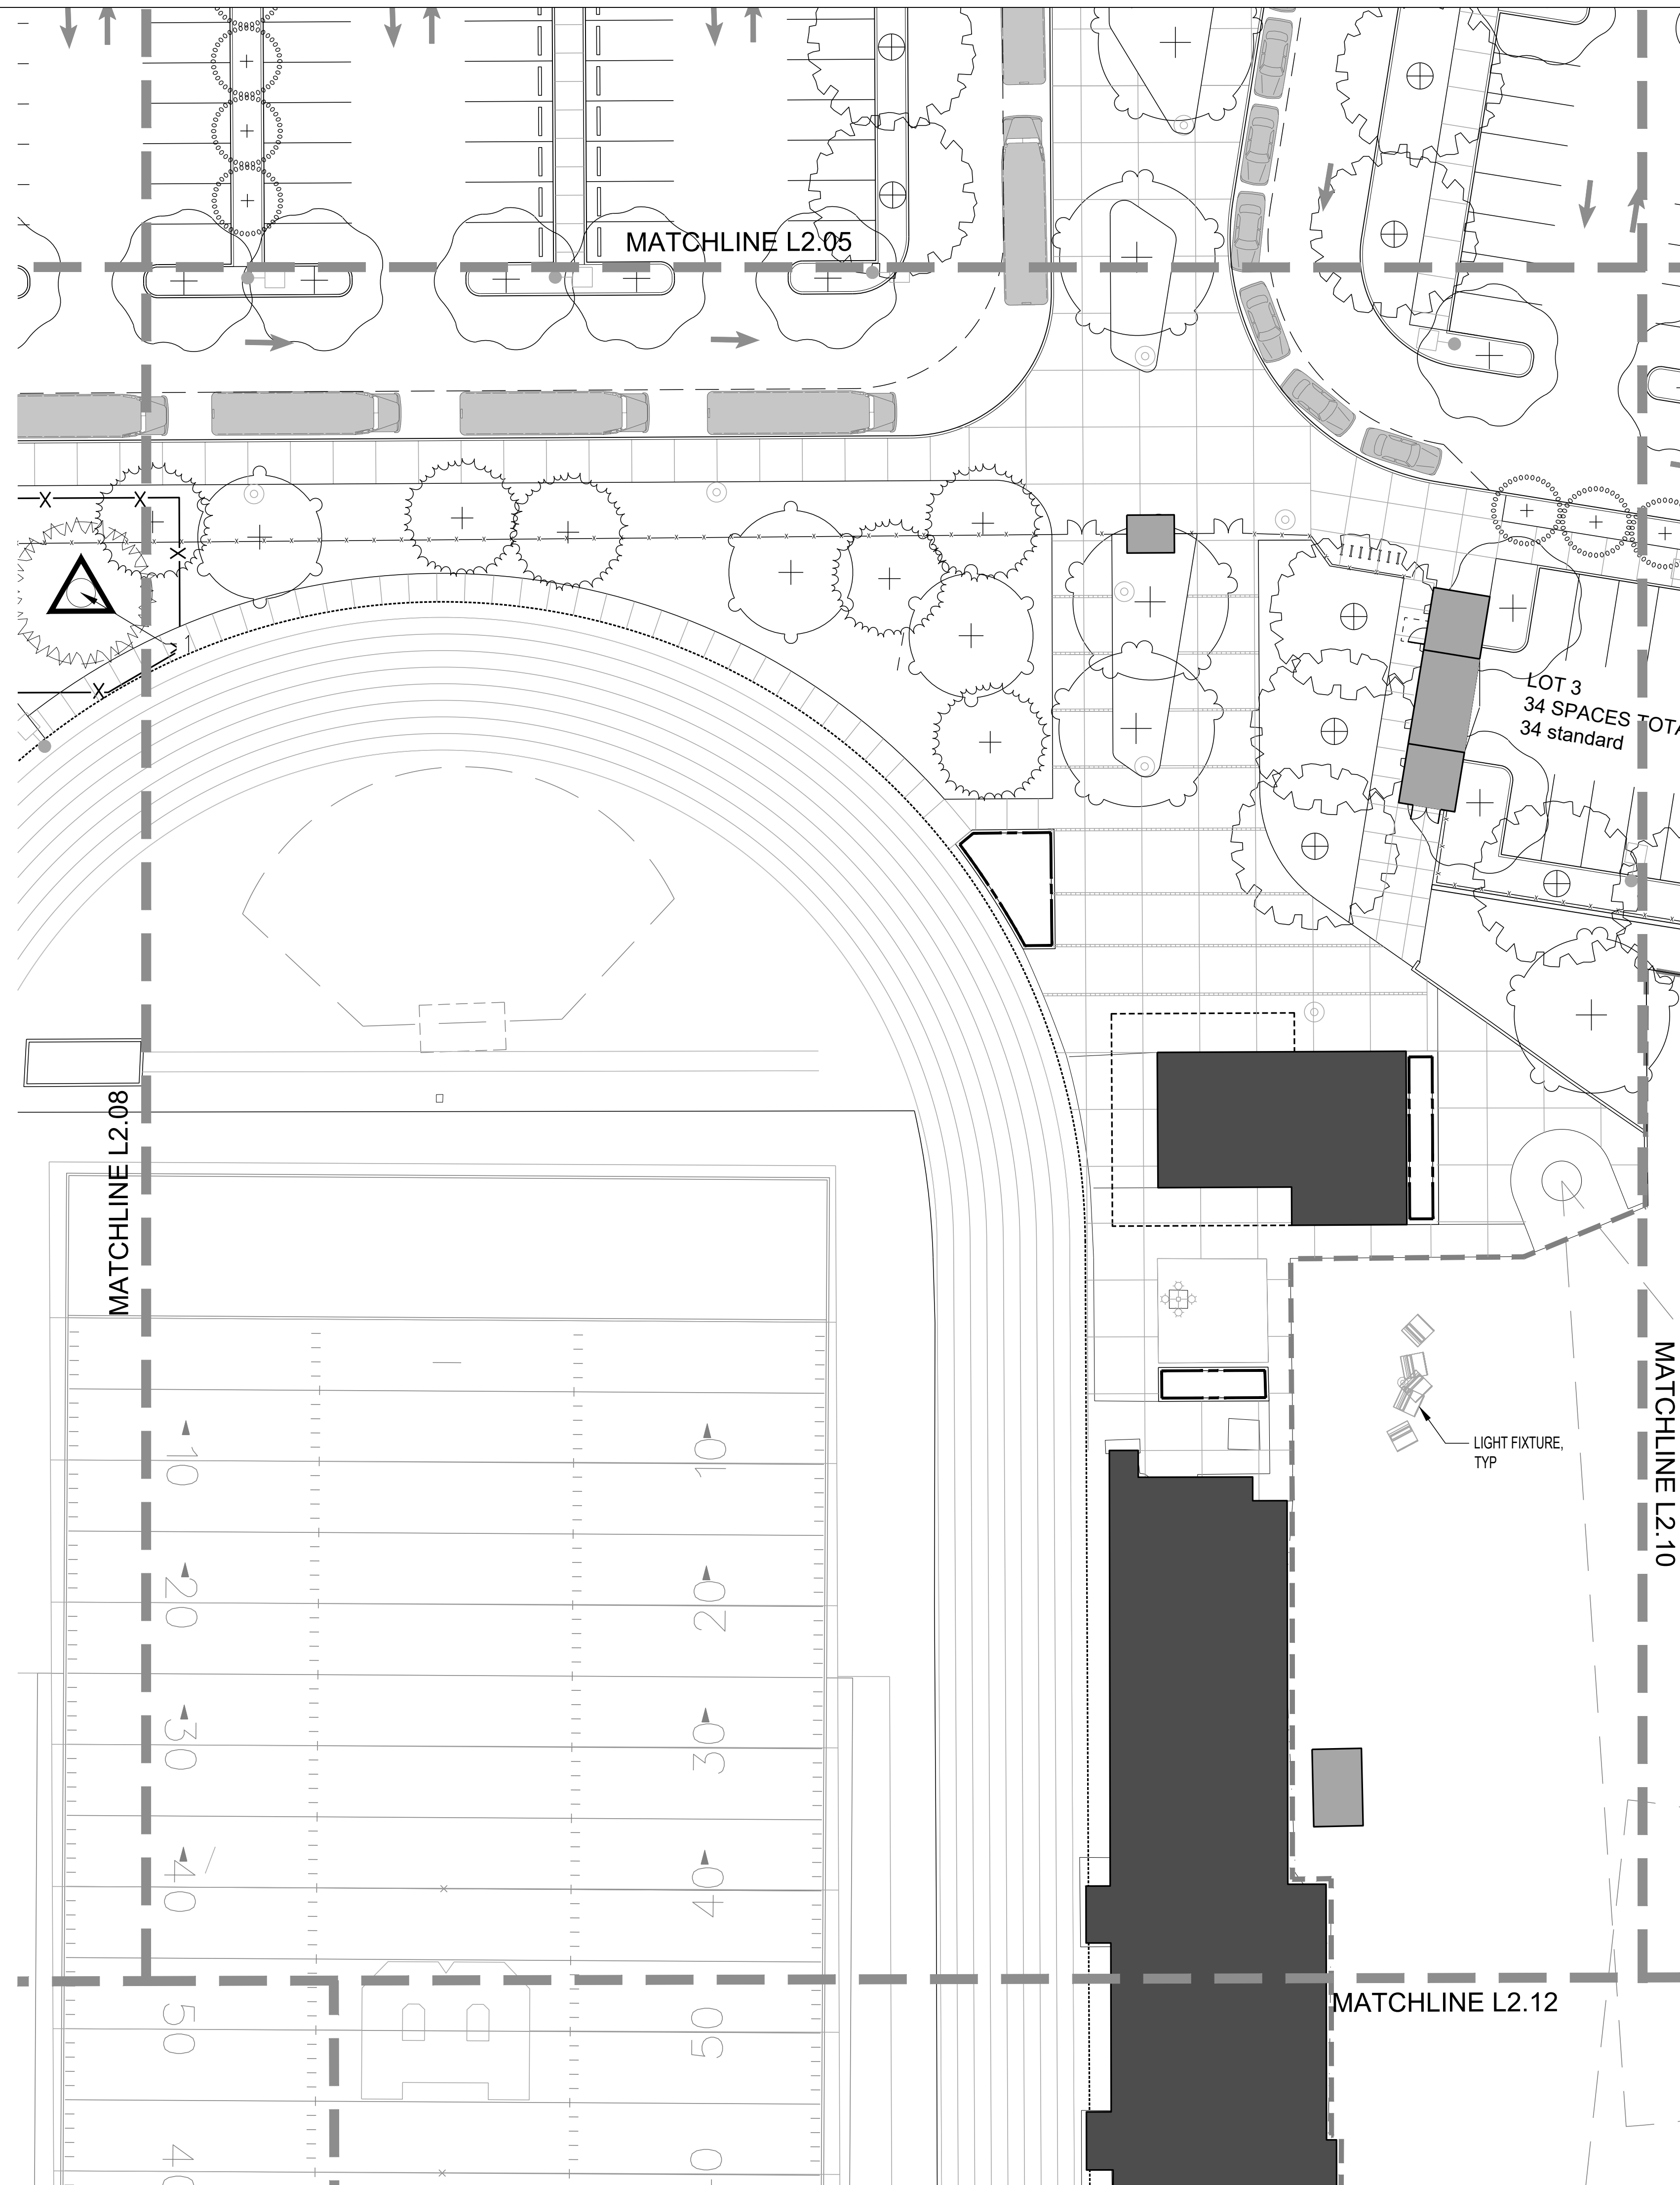 MATCHLINE L2.05
LOT 3
34 SPACES TOTA
34 standard
1
MATCHLINE L2.08
MATCHLINE L2.10
LIGHT FIXTURE,
TYP
10
10
20
20
30
30
40
40
MATCHLINE L2.12
50
50
B